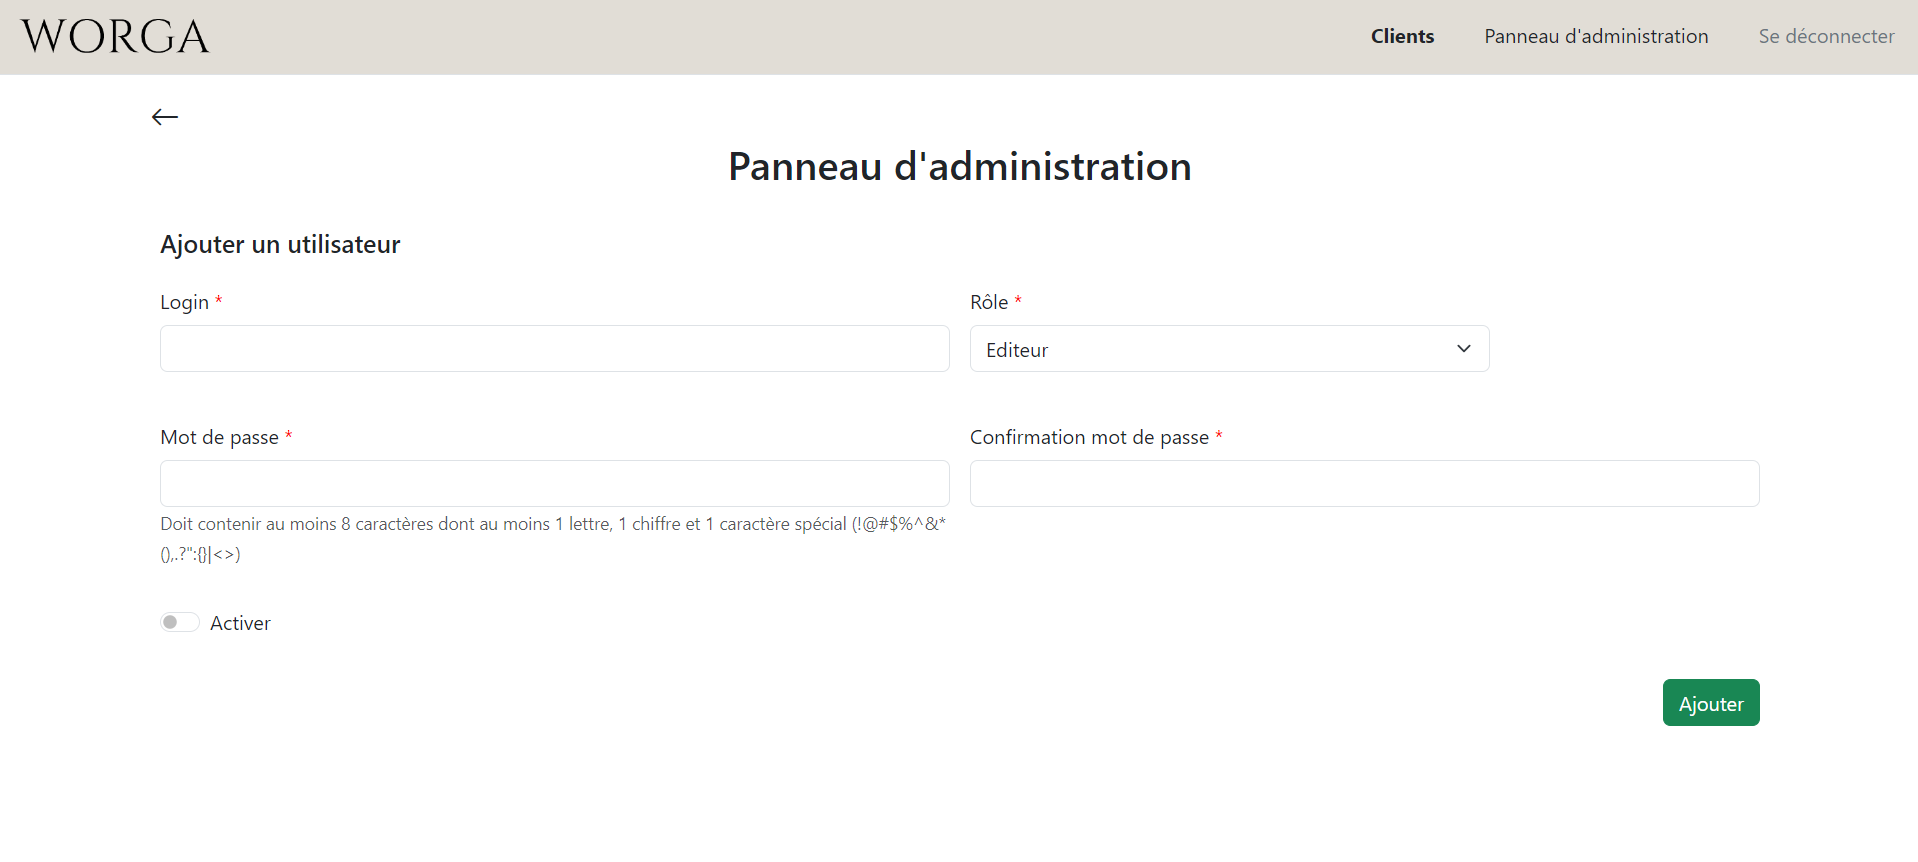 WORGA
Clients
Panneau d'administration
Se déconnecter
Panneau d'administration
Ajouter un utilisateur
Login *
Rôle *
Editeur
Mot de passe *
Confirmation mot de passe *
Doit contenir au moins 8 caractères dont au moins 1 lettre, 1 chiffre et 1 caractère spécial (!@#$%^&*
(),.?":{}|<>)
Activer
Ajouter